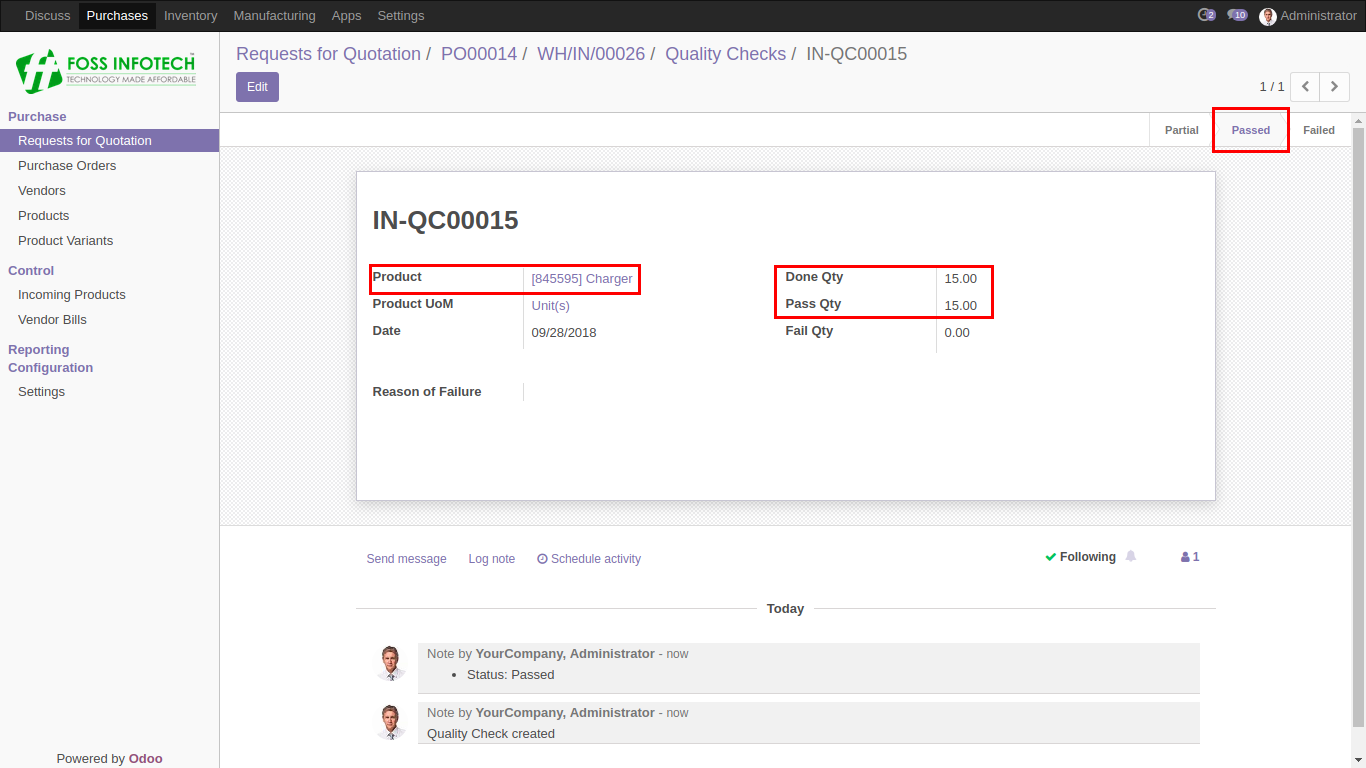 Discuss Purchases Inventory Manufacturing Apps Settings 2 10 Administrator
FOSS INFOTECH™
TECHNOLOGY MADE AFFORDABLE
Purchase
Requests for Quotation
Purchase Orders
Vendors
Products
Product Variants
Control
Incoming Products
Vendor Bills
Reporting
Configuration
Settings
Powered by Odoo
Requests for Quotation / PO00014 / WH/IN/00026 / Quality Checks / IN-QC00015
Edit
1 / 1
Partial Passed Failed
IN-QC00015
Product [845595] Charger
Product UoM Unit(s)
Date 09/28/2018
Done Qty 15.00
Pass Qty 15.00
Fail Qty 0.00
Reason of Failure
Send message Log note Schedule activity Following 1
Today
Note by YourCompany, Administrator - now
• Status: Passed
Note by YourCompany, Administrator - now
Quality Check created